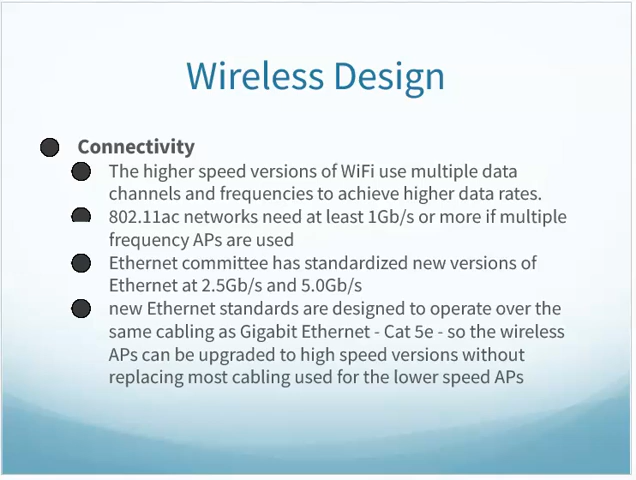 Wireless Design
Connectivity
The higher speed versions of WiFi use multiple data
channels and frequencies to achieve higher data rates.
802.11ac networks need at least 1Gb/s or more if multiple
frequency APs are used
Ethernet committee has standardized new versions of
Ethernet at 2.5Gb/s and 5.0Gb/s
new Ethernet standards are designed to operate over the
same cabling as Gigabit Ethernet - Cat 5e - so the wireless
APs can be upgraded to high speed versions without
replacing most cabling used for the lower speed APs